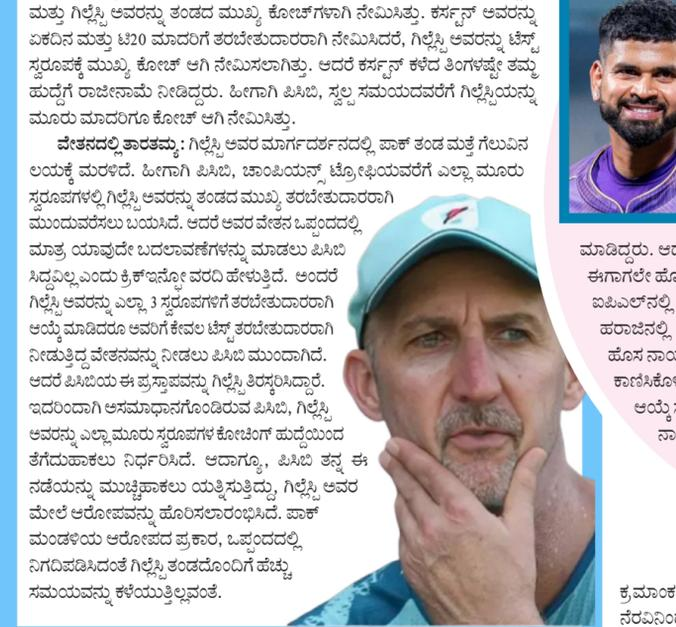 ಮತ್ತು ಗಿಲ್ಲೆಸ್ಪಿ ಅವರನ್ನು ತಂಡದ ಮುಖ್ಯ ಕೋಚ್‌ಗಳಾಗಿ ನೇಮಿಸಿತ್ತು. ಕರ್ಸ್ಟನ್ ಅವರನ್ನು
ಏಕದಿನ ಮತ್ತು ಟಿ20 ಮಾದರಿಗೆ ತರಬೇತುದಾರರಾಗಿ ನೇಮಿಸಿದರೆ, ಗಿಲ್ಲೆಸ್ಪಿ ಅವರನ್ನು ಟೆಸ್ಟ್
ಸ್ವರೂಪಕ್ಕೆ ಮುಖ್ಯ ಕೋಚ್ ಆಗಿ ನೇಮಿಸಲಾಗಿತ್ತು. ಆದರೆ ಕರ್ಸ್ಟನ್ ಕಳೆದ ತಿಂಗಳಷ್ಟೇ ತಮ್ಮ
ಹುದ್ದೆಗೆ ರಾಜೀನಾಮೆ ನೀಡಿದ್ದರು. ಹೀಗಾಗಿ ಪಿಸಿಬಿ, ಸ್ವಲ್ಪ ಸಮಯದವರೆಗೆ ಗಿಲ್ಲೆಸ್ಪಿಯನ್ನು
ಮೂರು ಮಾದರಿಗೂ ಕೋಚ್ ಆಗಿ ನೇಮಿಸಿತ್ತು.
ವೇತನದಲ್ಲಿ ತಾರತಮ್ಯ: ಗಿಲ್ಲೆಸ್ಪಿ ಅವರ ಮಾರ್ಗದರ್ಶನದಲ್ಲಿ ಪಾಕ್ ತಂಡ ಮತ್ತೆ ಗೆಲುವಿನ
ಲಯಕ್ಕೆ ಮರಳಿದೆ. ಹೀಗಾಗಿ ಪಿಸಿಬಿ, ಚಾಂಪಿಯನ್ಸ್ ಟ್ರೋಫಿಯವರೆಗೆ ಎಲ್ಲಾ ಮೂರು
ಸ್ವರೂಪಗಳಲ್ಲಿ ಗಿಲ್ಲೆಸ್ಪಿ ಅವರನ್ನು ತಂಡದ ಮುಖ್ಯ ತರಬೇತುದಾರರಾಗಿ
ಮುಂದುವರೆಸಲು ಬಯಸಿದೆ. ಆದರೆ ಅವರ ವೇತನ ಒಪ್ಪಂದದಲ್ಲಿ
ಮಾತ್ರ ಯಾವುದೇ ಬದಲಾವಣೆಗಳನ್ನು ಮಾಡಲು ಪಿಸಿಬಿ
ಸಿದ್ದವಿಲ್ಲ ಎಂದು ಕ್ರಿಕ್‌ಇನ್ಫೋ ವರದಿ ಹೇಳುತ್ತಿದೆ. ಅಂದರೆ
ಗಿಲ್ಲೆಸ್ಪಿ ಅವರನ್ನು ಎಲ್ಲಾ 3 ಸ್ವರೂಪಗಳಿಗೆ ತರಬೇತುದಾರರಾಗಿ
ಆಯ್ಕೆ ಮಾಡಿದರೂ ಅವರಿಗೆ ಕೇವಲ ಟೆಸ್ಟ್ ತರಬೇತುದಾರರಾಗಿ
ನೀಡುತ್ತಿದ್ದ ವೇತನವನ್ನು ನೀಡಲು ಪಿಸಿಬಿ ಮುಂದಾಗಿದೆ.
ಆದರೆ ಪಿಸಿಬಿಯ ಈ ಪ್ರಸ್ತಾಪವನ್ನು ಗಿಲ್ಲೆಸ್ಪಿ ತಿರಸ್ಕರಿಸಿದ್ದಾರೆ.
ಇದರಿಂದಾಗಿ ಅಸಮಾಧಾನಗೊಂಡಿರುವ ಪಿಸಿಬಿ, ಗಿಲ್ಲೆಸ್ಪಿ
ಅವರನ್ನು ಎಲ್ಲಾ ಮೂರು ಸ್ವರೂಪಗಳ ಕೋಚಿಂಗ್ ಹುದ್ದೆಯಿಂದ
ತೆಗೆದುಹಾಕಲು ನಿರ್ಧರಿಸಿದೆ. ಆದಾಗ್ಯೂ, ಪಿಸಿಬಿ ತನ್ನ ಈ
ನಡೆಯನ್ನು ಮುಚ್ಚಿಹಾಕಲು ಯತ್ನಿಸುತ್ತಿದ್ದು, ಗಿಲ್ಲೆಸ್ಪಿ ಅವರ
ಮೇಲೆ ಆರೋಪವನ್ನು ಹೊರಿಸಲಾರಂಭಿಸಿದೆ. ಪಾಕ್
ಮಂಡಳಿಯ ಆರೋಪದ ಪ್ರಕಾರ, ಒಪ್ಪಂದದಲ್ಲಿ
ನಿಗದಿಪಡಿಸಿದಂತೆ ಗಿಲ್ಲೆಸ್ಪಿ ತಂಡದೊಂದಿಗೆ ಹೆಚ್ಚು
ಸಮಯವನ್ನು ಕಳೆಯುತ್ತಿಲ್ಲವಂತೆ.
ಮಾಡಿದ್ದರು.
ಈಗಾಗಲೇ
ಐಪಿಎಲ್‌ನಲ್ಲಿ
ಹರಾಜಿನಲ್ಲಿ
ಹೊಸ
ಆಯ್ಕೆ